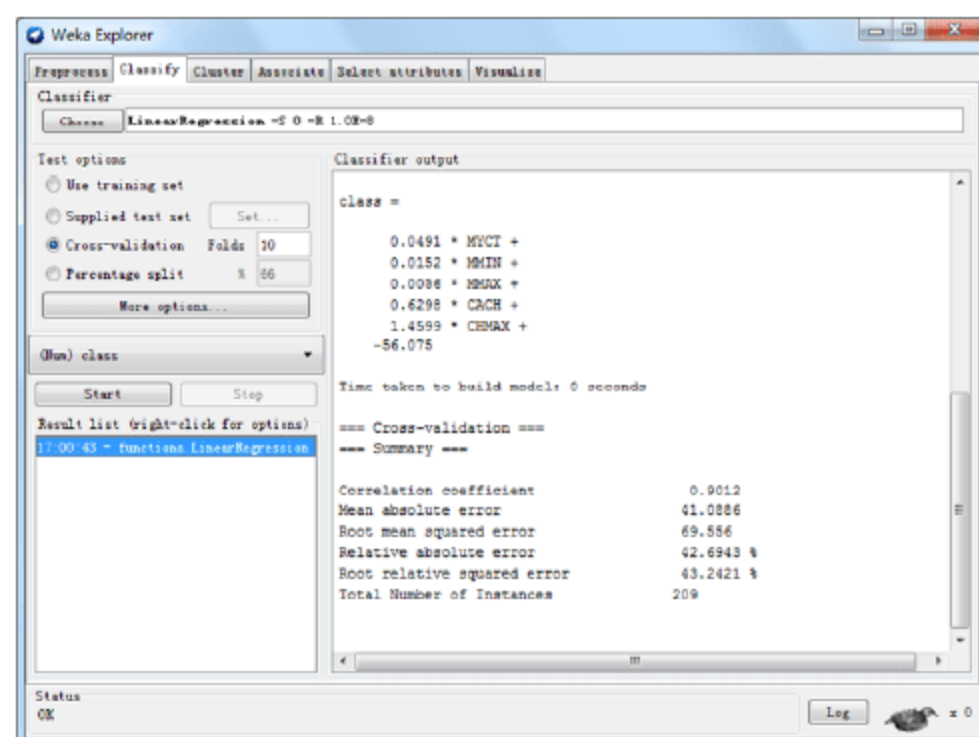 Weka Explorer
Preprocess Classify Cluster Associate Select attributes Visualize
Classifier
Choose LinearRegression -S 0 -R 1.0E-8
Test options
Use training set
Supplied test set Set...
Cross-validation Folds 10
Percentage split % 66
More options...
(Num) class
Start Stop
Result list (right-click for options)
17:00:43 - functions.LinearRegression
Classifier output
class =
0.0491 * MYCT +
0.0152 * MMIN +
0.0056 * MMAX +
0.6298 * CACH +
1.4599 * CHMAX +
-56.075
Time taken to build model: 0 seconds
=== Cross-validation ===
=== Summary ===
Correlation coefficient 0.9012
Mean absolute error 41.0886
Root mean squared error 69.556
Relative absolute error 42.6943 %
Root relative squared error 43.2421 %
Total Number of Instances 209
Status
OK
Log x 0